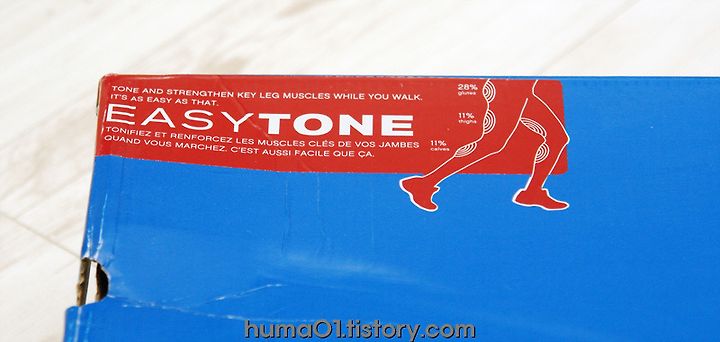 TONE AND STRENGTHEN KEY LEG MUSCLES WHILE YOU WALK.
IT'S AS EASY AS THAT.
EASYTONE
TONIFIEZ ET RENFORCEZ LES MUSCLES CLÉS DE VOS JAMBES
QUAND VOUS MARCHEZ. C'EST AUSSI FACILE QUE ÇA.
28%
glutes
11%
thighs
11%
calves
huma01.tistory.com